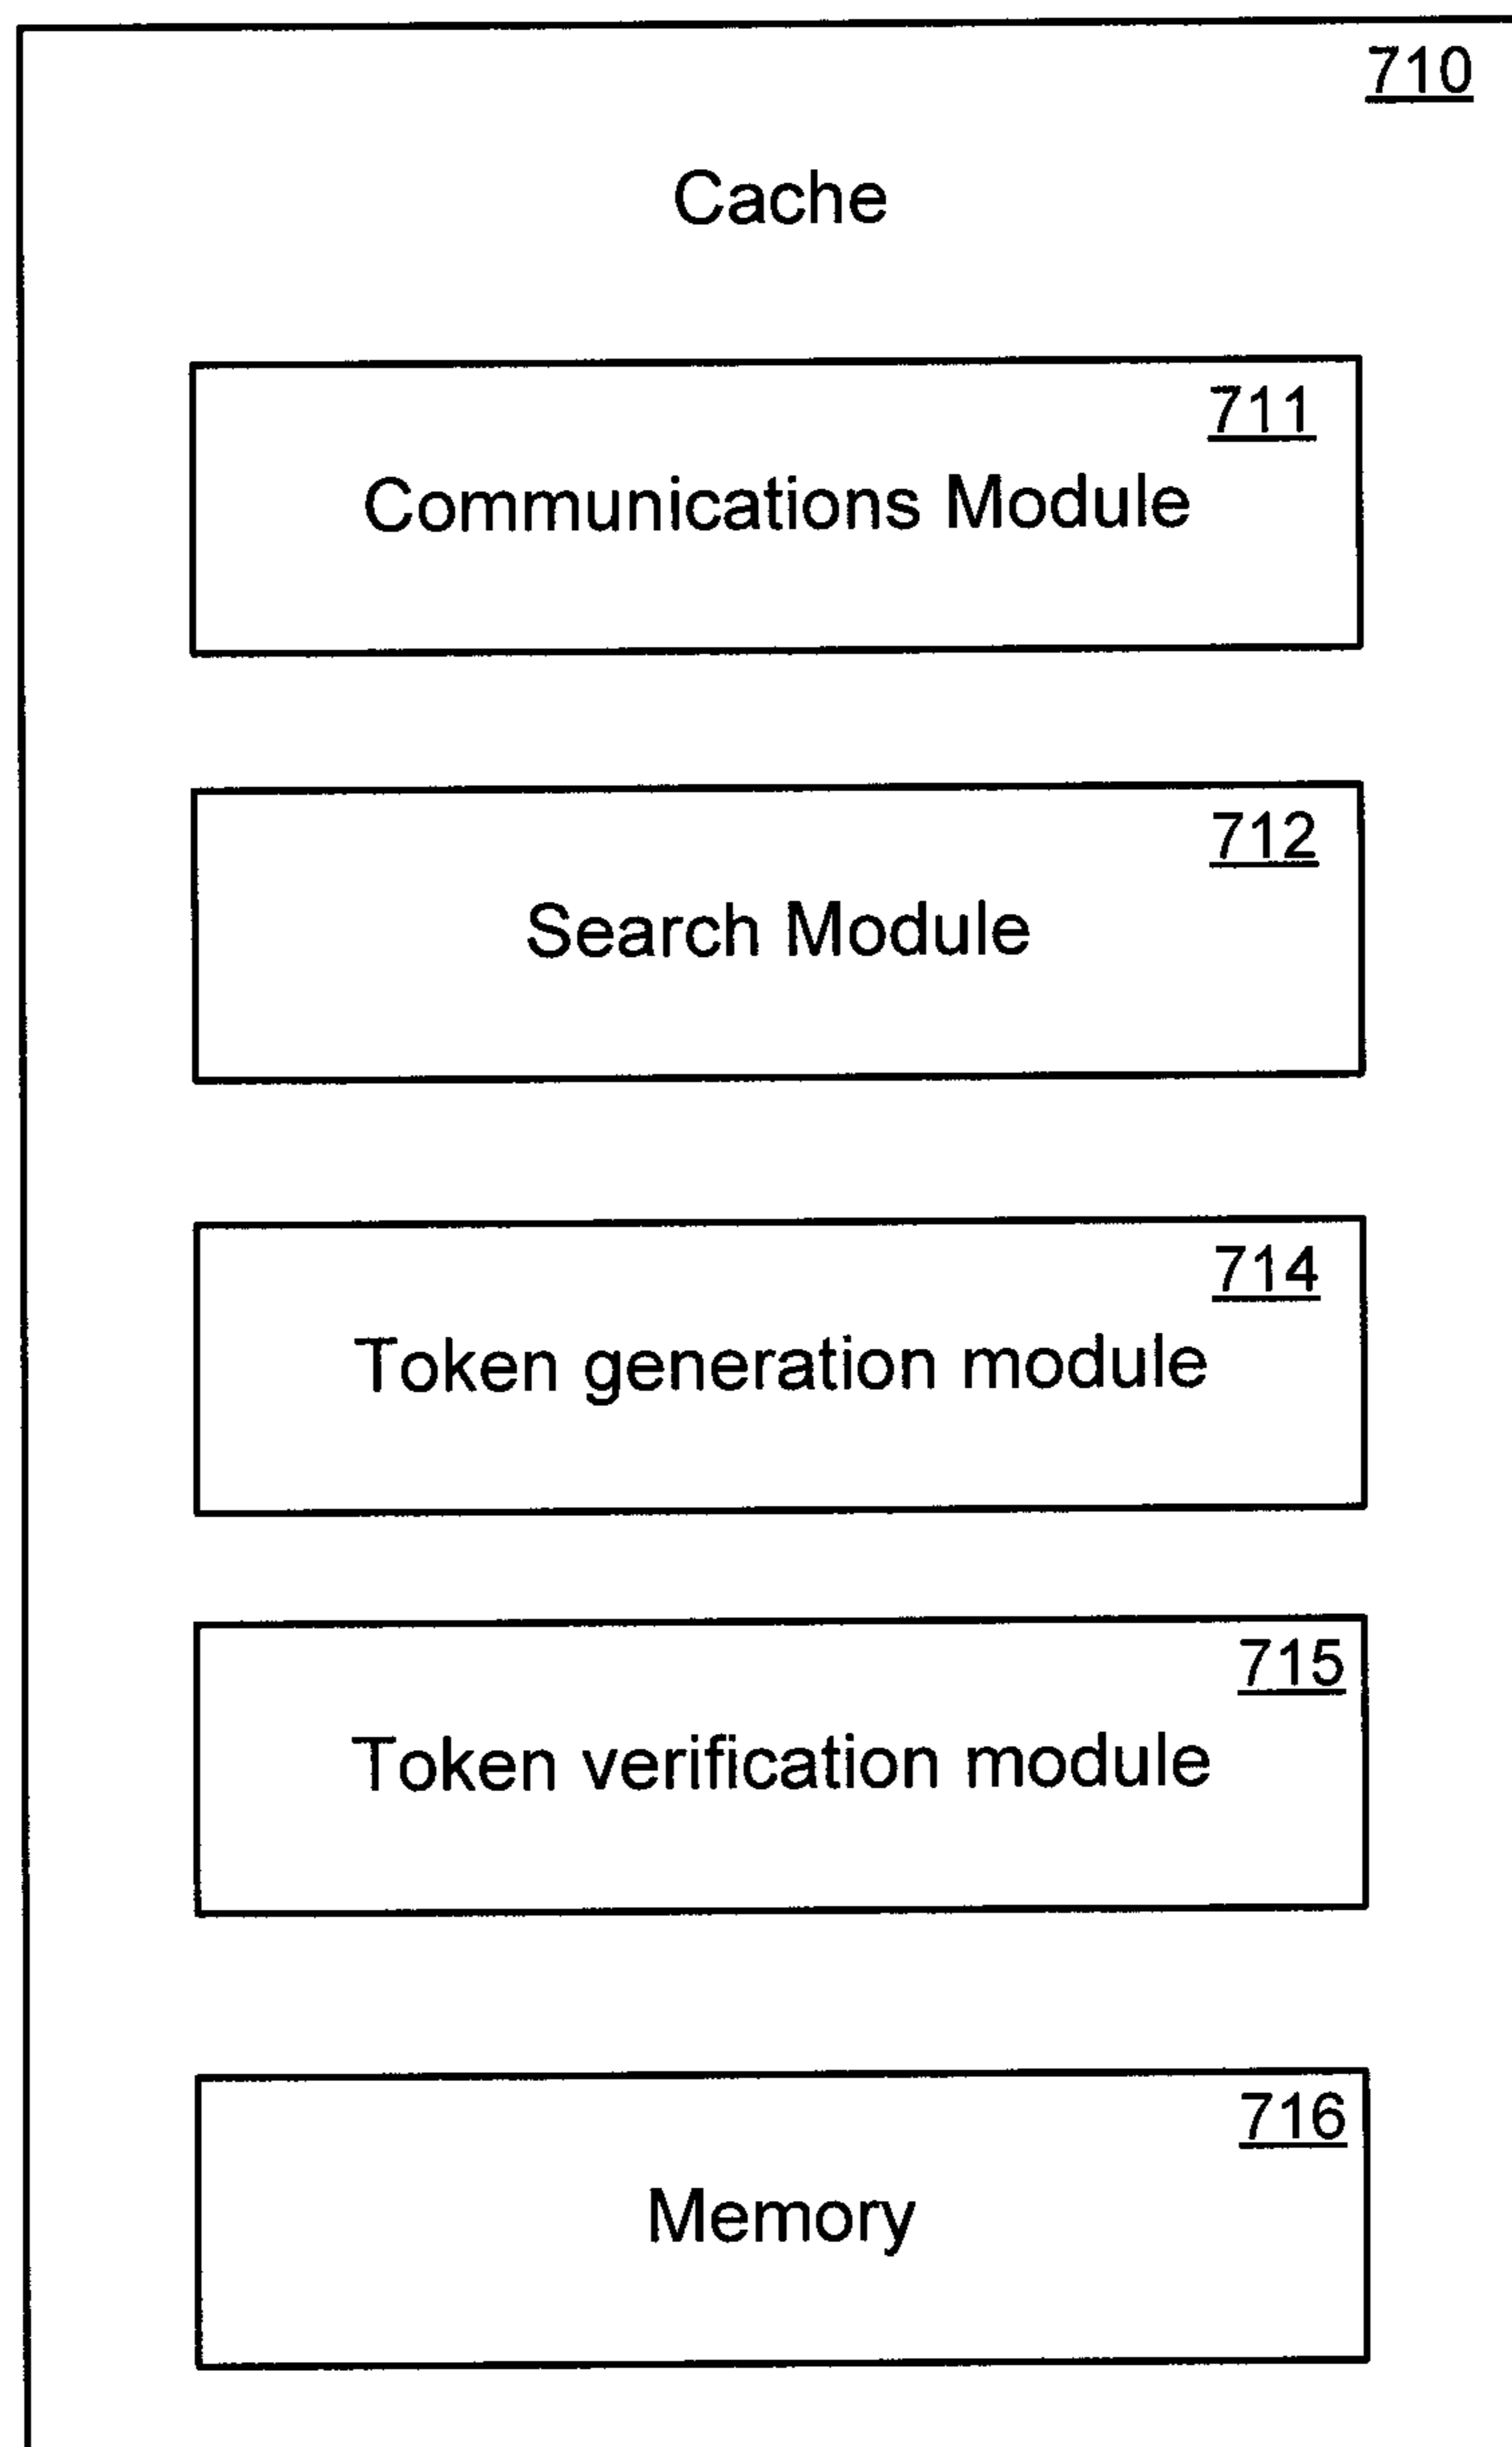 710
Cache
711
Communications Module
712
Search Module
714
Token generation module
715
Token verification module
716
Memory